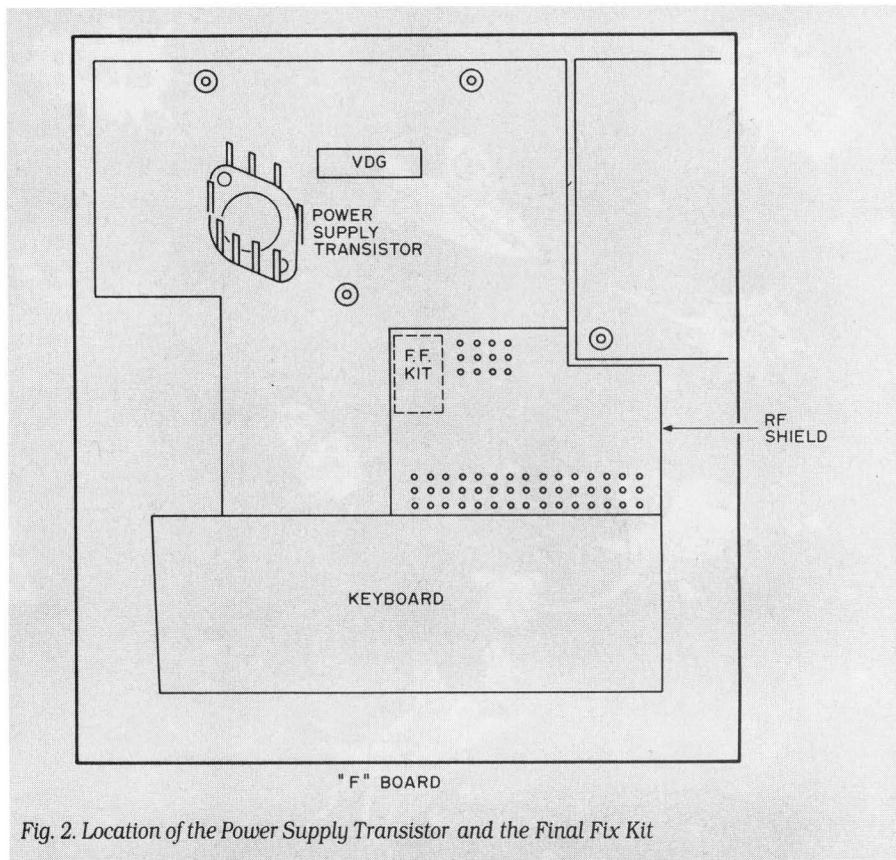 VDG
POWER
SUPPLY
TRANSISTOR
F.F.
KIT
RF
SHIELD
KEYBOARD
"F" BOARD
Fig. 2. Location of the Power Supply Transistor and the Final Fix Kit